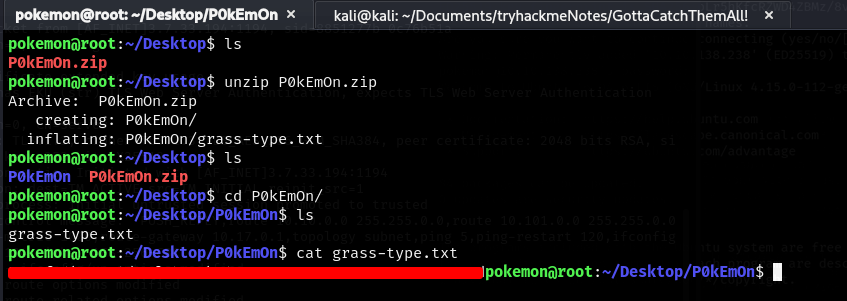 pokemon@root: ~/Desktop/P0kEmOn
kali@kali: ~/Documents/tryhackmeNotes/GottaCatchThemAll!
pokemon@root:~/Desktop$ ls
P0kEmOn.zip
pokemon@root:~/Desktop$ unzip P0kEmOn.zip
Archive:  P0kEmOn.zip
   creating: P0kEmOn/
  inflating: P0kEmOn/grass-type.txt
pokemon@root:~/Desktop$ ls
P0kEmOn  P0kEmOn.zip
pokemon@root:~/Desktop$ cd P0kEmOn/
pokemon@root:~/Desktop/P0kEmOn$ ls
grass-type.txt
pokemon@root:~/Desktop/P0kEmOn$ cat grass-type.txt
pokemon@root:~/Desktop/P0kEmOn$